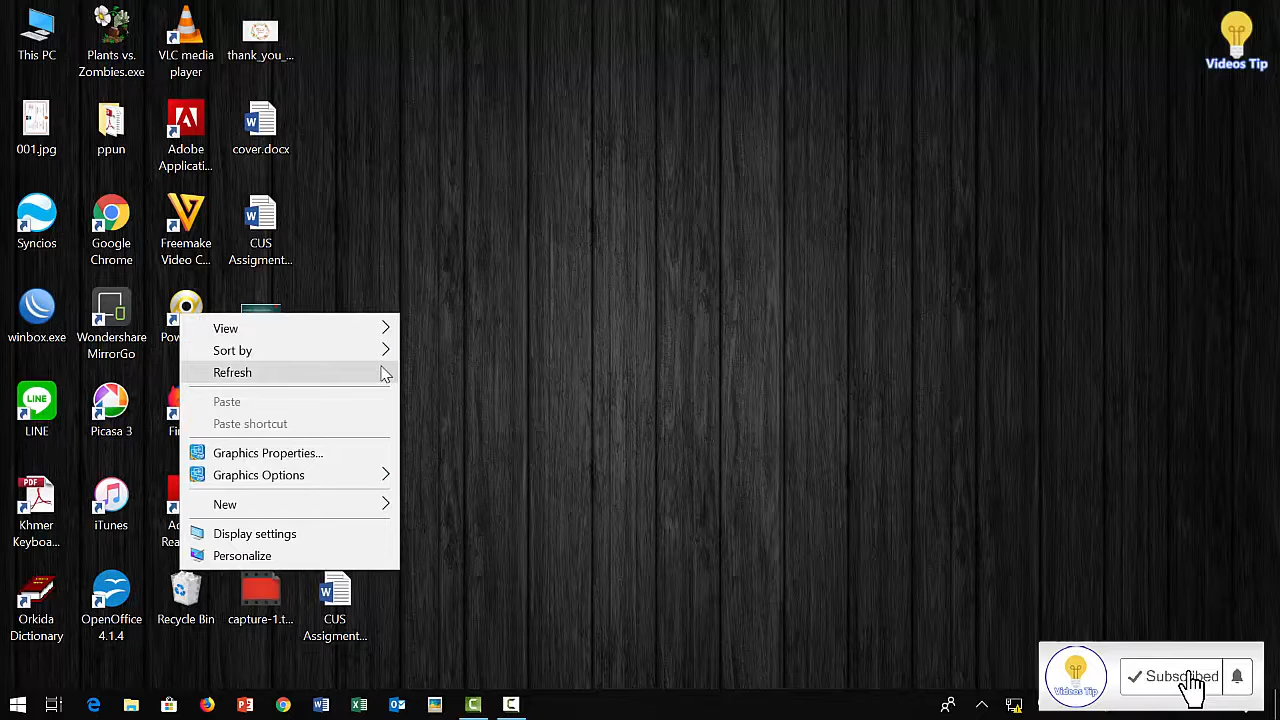 This PC
Plants vs.
Zombies.exe
VLC media
player
thank_you_...
Videos Tip
001.jpg
ppun
Adobe
Applicati...
cover.docx
Syncios
Google
Chrome
Freemake
Video C...
CUS
Assigment...
winbox.exe
Wondershare
MirrorGo
View
Sort by
Refresh
Paste
Paste shortcut
Graphics Properties...
Graphics Options
New
Display settings
Personalize
LINE
Picasa 3
PDF
Khmer
Keyboa...
iTunes
Orkida
Dictionary
OpenOffice
4.1.4
Recycle Bin
capture-1.t...
CUS
Assigment...
Videos Tip
Subscribed